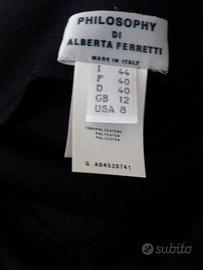 PHILOSOPHY
DI
ALBERTA FERRETTI
MADE IN ITALY
I 44
F 40
D 40
GB 12
USA 8
G A04520741
subito